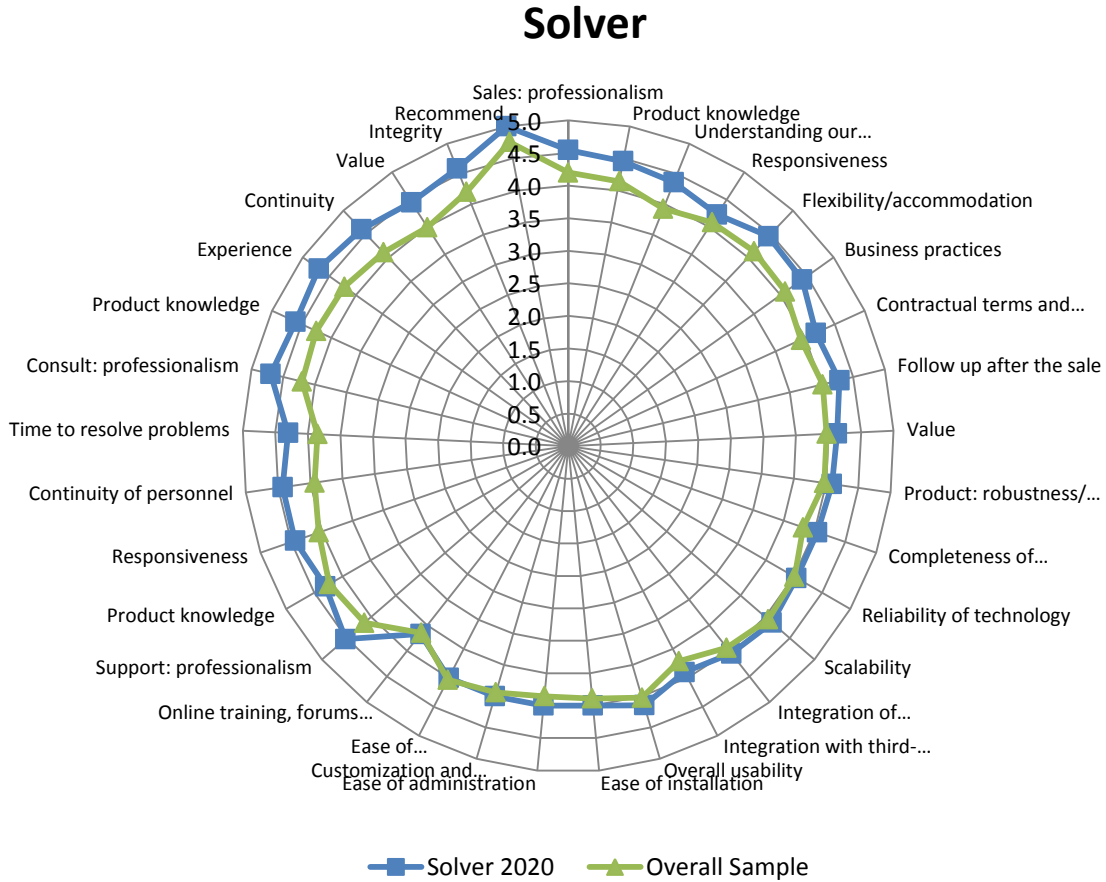 Solver
Sales: professionalism
Product knowledge
Understanding our...
Responsiveness
Flexibility/accommodation
Business practices
Contractual terms and...
Follow up after the sale
Value
Product: robustness/...
Completeness of...
Reliability of technology
Scalability
Integration of...
Integration with third-...
Overall usability
Ease of installation
Ease of administration
Customization and...
Ease of...
Online training, forums...
Support: professionalism
Product knowledge
Responsiveness
Continuity of personnel
Time to resolve problems
Consult: professionalism
Product knowledge
Experience
Continuity
Value
Integrity
Recommend
5.0
4.5
4.0
3.5
3.0
2.5
2.0
1.5
1.0
0.5
0.0
Solver 2020
Overall Sample